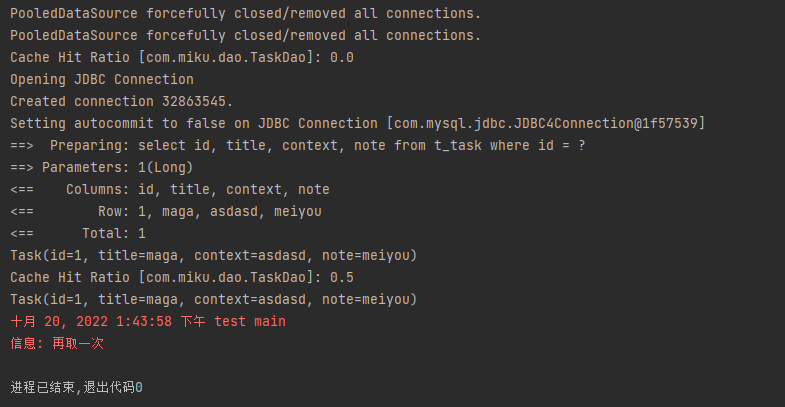 PooledDataSource forcefully closed/removed all connections.
PooledDataSource forcefully closed/removed all connections.
Cache Hit Ratio [com.miku.dao.TaskDao]: 0.0
Opening JDBC Connection
Created connection 32863545.
Setting autocommit to false on JDBC Connection [com.mysql.jdbc.JDBC4Connection@1f57539]
==>  Preparing: select id, title, context, note from t_task where id = ?
==> Parameters: 1(Long)
<==    Columns: id, title, context, note
<==        Row: 1, maga, asdasd, meiyou
<==      Total: 1
Task(id=1, title=maga, context=asdasd, note=meiyou)
Cache Hit Ratio [com.miku.dao.TaskDao]: 0.5
Task(id=1, title=maga, context=asdasd, note=meiyou)
十月 20, 2022 1:43:58 下午 test main
信息: 再取一次
进程已结束,退出代码0